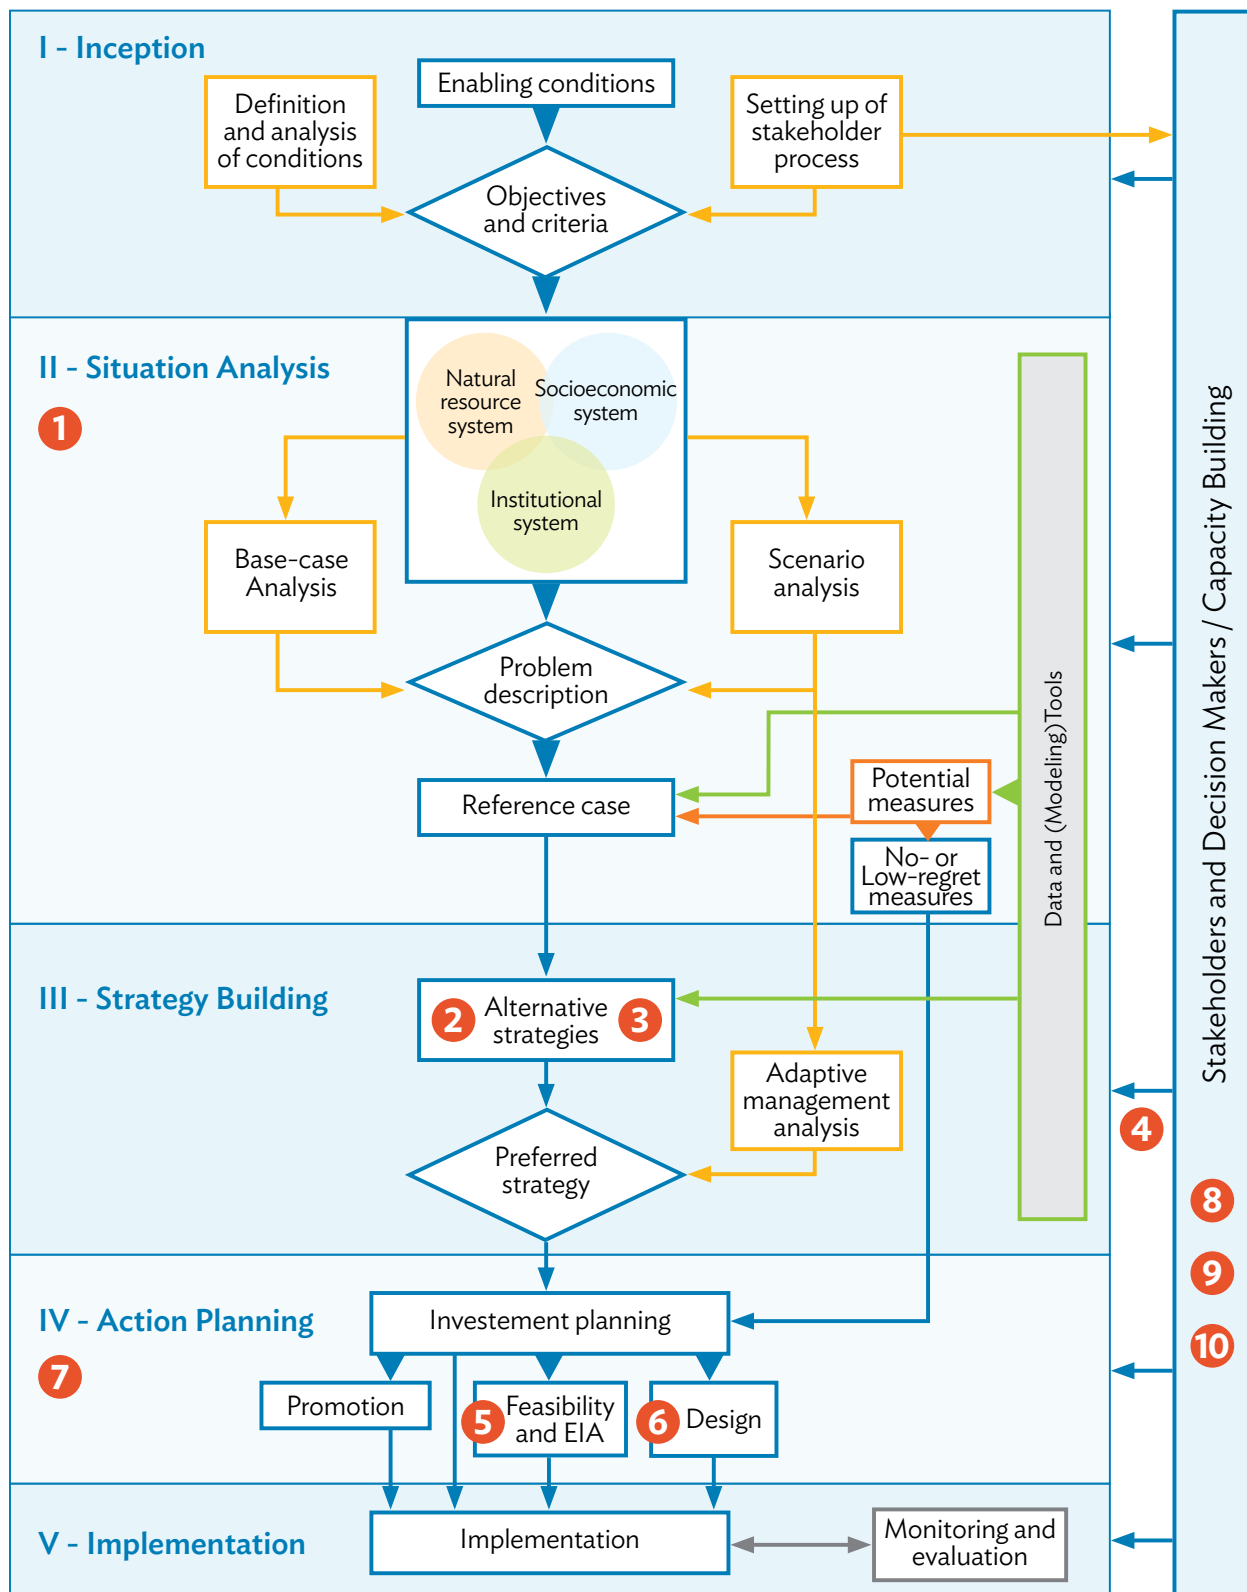 I - Inception
Enabling conditions
Definition
and analysis
of conditions
Setting up of
stakeholder
process
Objectives
and criteria
II - Situation Analysis
1
Natural
resource
system
Socioeconomic
system
Institutional
system
Base-case
Analysis
Scenario
analysis
Problem
description
Reference case
Potential
measures
No- or
Low-regret
measures
Data and (Modeling)Tools
Stakeholders and Decision Makers / Capacity Building
III - Strategy Building
2
Alternative
strategies
3
Adaptive
management
analysis
4
Preferred
strategy
8
9
10
IV - Action Planning
7
Investement planning
Promotion
5
Feasibility
and EIA
6
Design
V - Implementation
Implementation
Monitoring and
evaluation